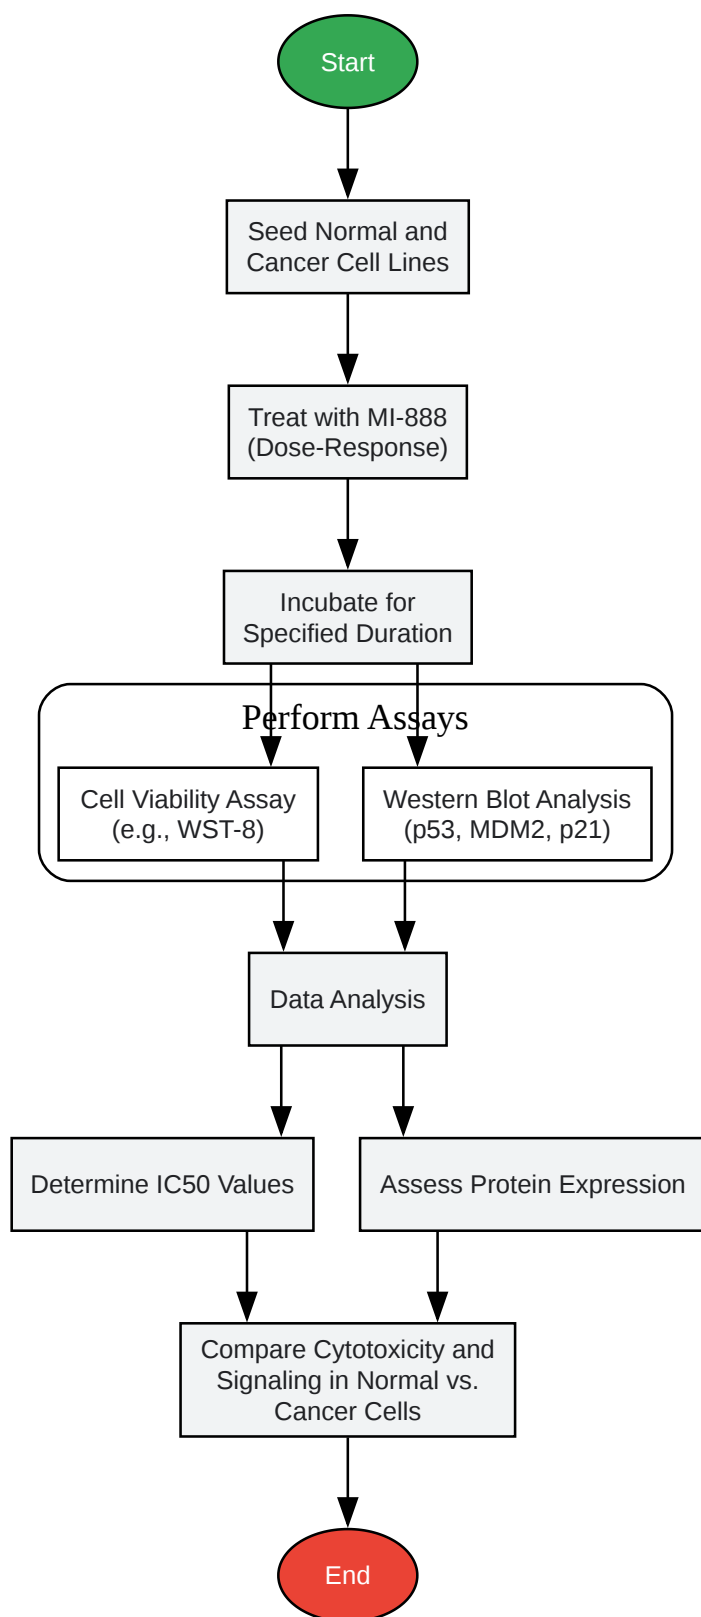 Start
Seed Normal and
Cancer Cell Lines
Treat with MI-888
(Dose-Response)
Incubate for
Specified Duration
Perform Assays
Cell Viability Assay
(e.g., WST-8)
Western Blot Analysis
(p53, MDM2, p21)
Data Analysis
Determine IC50 Values
Assess Protein Expression
Compare Cytotoxicity and
Signaling in Normal vs.
Cancer Cells
End